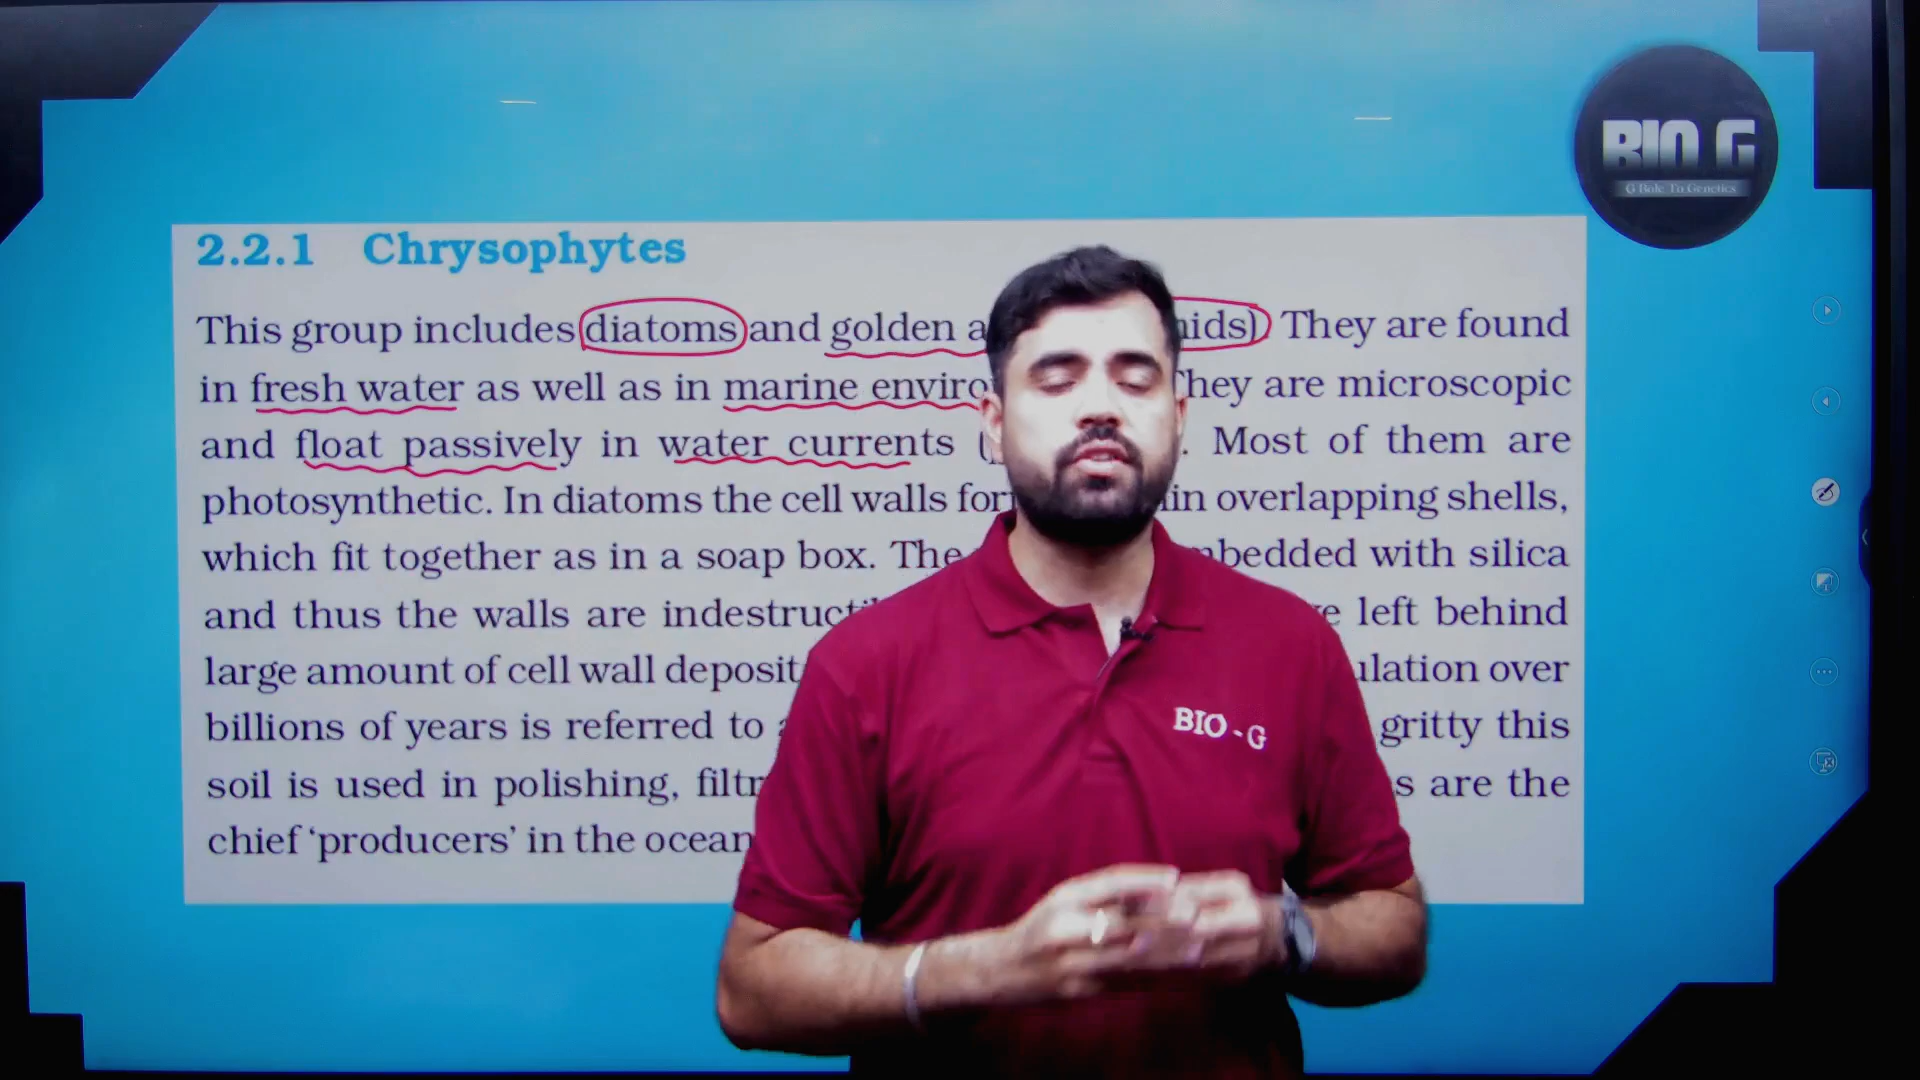 BIO G
G Bole To Genetics
2.2.1 Chrysophytes
This group includes diatoms and golden a nids). They are found
in fresh water as well as in marine enviro They are microscopic
and float passively in water currents ( . Most of them are
photosynthetic. In diatoms the cell walls for in overlapping shells,
which fit together as in a soap box. The mbedded with silica
and thus the walls are indestructi e left behind
large amount of cell wall deposit ulation over
billions of years is referred to a gritty this
soil is used in polishing, filtr s are the
chief ‘producers’ in the ocean
BIO-G